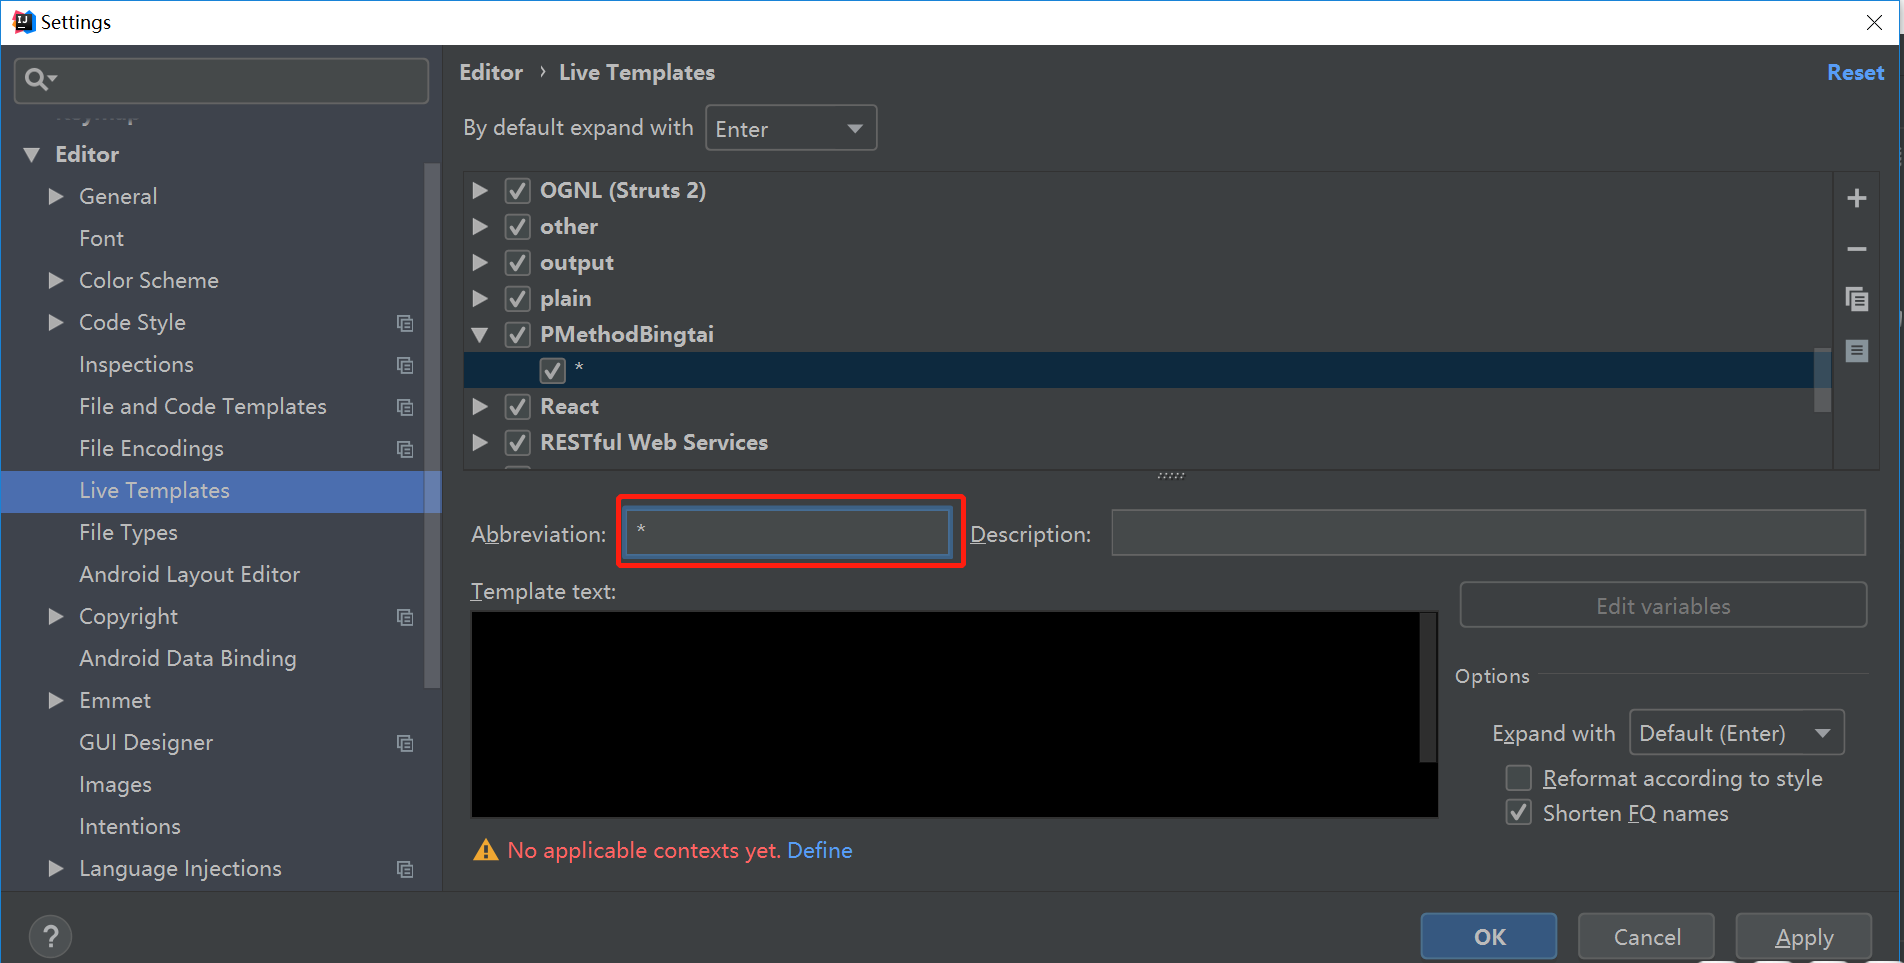 Settings
Editor › Live Templates
Reset
By default expand with Enter
Editor
General
Font
Color Scheme
Code Style
Inspections
File and Code Templates
File Encodings
Live Templates
File Types
Android Layout Editor
Copyright
Android Data Binding
Emmet
GUI Designer
Images
Intentions
Language Injections
OGNL (Struts 2)
other
output
plain
PMethodBingtai
*
React
RESTful Web Services
Abbreviation: * Description:
Template text:
Edit variables
Options
Expand with Default (Enter)
Reformat according to style
Shorten FQ names
No applicable contexts yet. Define
?
OK Cancel Apply